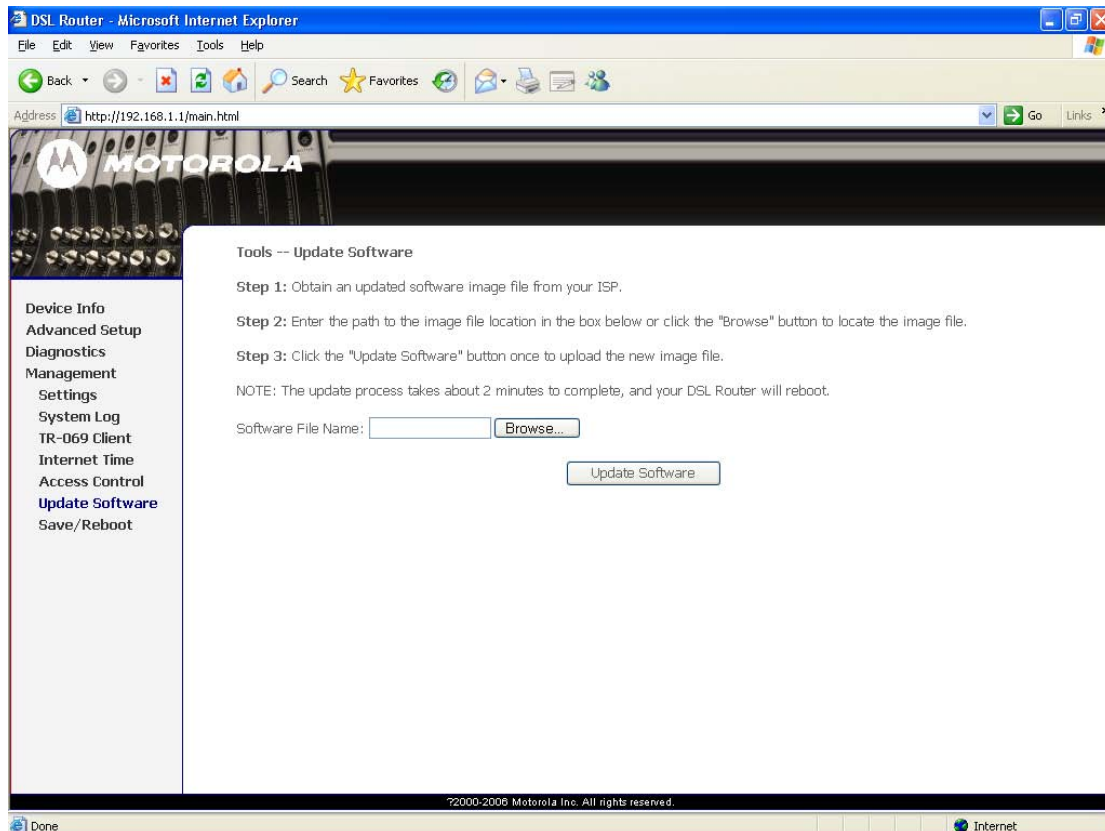 DSL Router - Microsoft Internet Explorer
File Edit View Favorites Tools Help
Back Search Favorites
Address http://192.168.1.1/main.html Go Links
MOTOROLA
Tools -- Update Software
Step 1: Obtain an updated software image file from your ISP.
Step 2: Enter the path to the image file location in the box below or click the "Browse" button to locate the image file.
Step 3: Click the "Update Software" button once to upload the new image file.
NOTE: The update process takes about 2 minutes to complete, and your DSL Router will reboot.
Software File Name: Browse...
Update Software
Device Info
Advanced Setup
Diagnostics
Management
Settings
System Log
TR-069 Client
Internet Time
Access Control
Update Software
Save/Reboot
?2000-2006 Motorola Inc. All rights reserved.
Done Internet